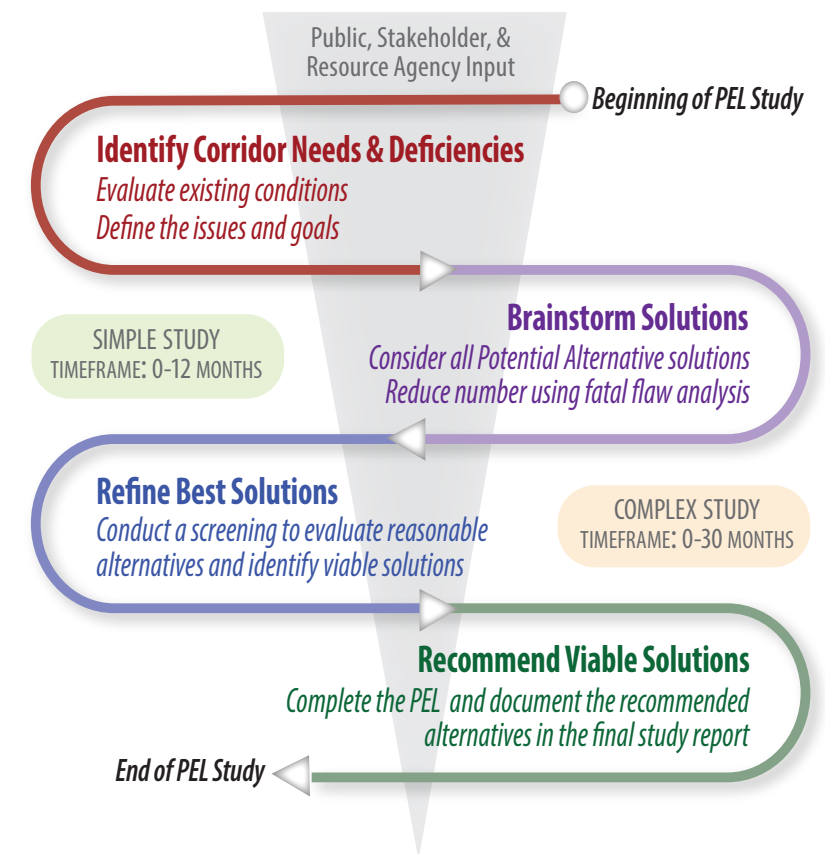 Public, Stakeholder, &
Resource Agency Input
Beginning of PEL Study
Identify Corridor Needs & Deficiencies
Evaluate existing conditions
Define the issues and goals
Brainstorm Solutions
Consider all Potential Alternative solutions
Reduce number using fatal flaw analysis
SIMPLE STUDY
TIMEFRAME: 0-12 MONTHS
Refine Best Solutions
Conduct a screening to evaluate reasonable
alternatives and identify viable solutions
COMPLEX STUDY
TIMEFRAME: 0-30 MONTHS
Recommend Viable Solutions
Complete the PEL and document the recommended
alternatives in the final study report
End of PEL Study